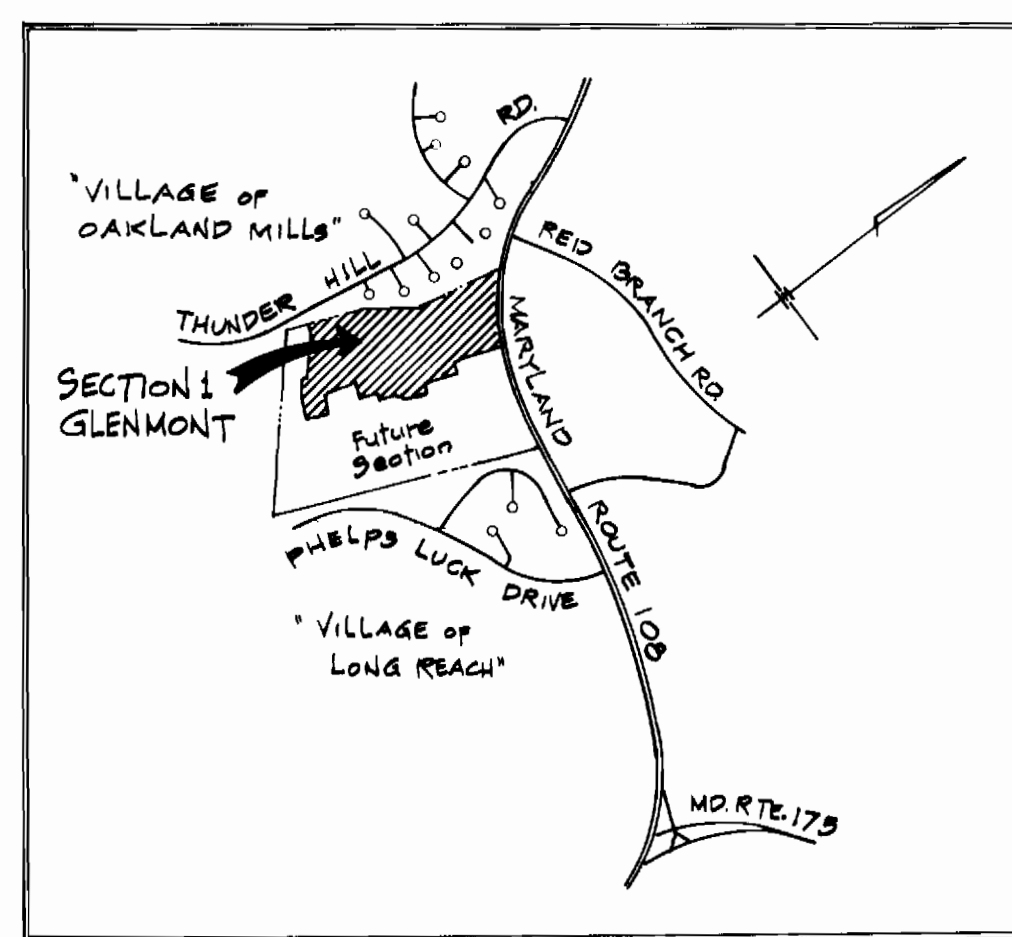 RD.
"VILLAGE OF
OAKLAND MILLS"
THUNDER HILL
REID BRANCH RD.
MARYLAND ROUTE 108
SECTION 1
GLENMONT
Future
Section
PHELPS LUCK DRIVE
"VILLAGE OF
LONG REACH"
MD. RTE. 175